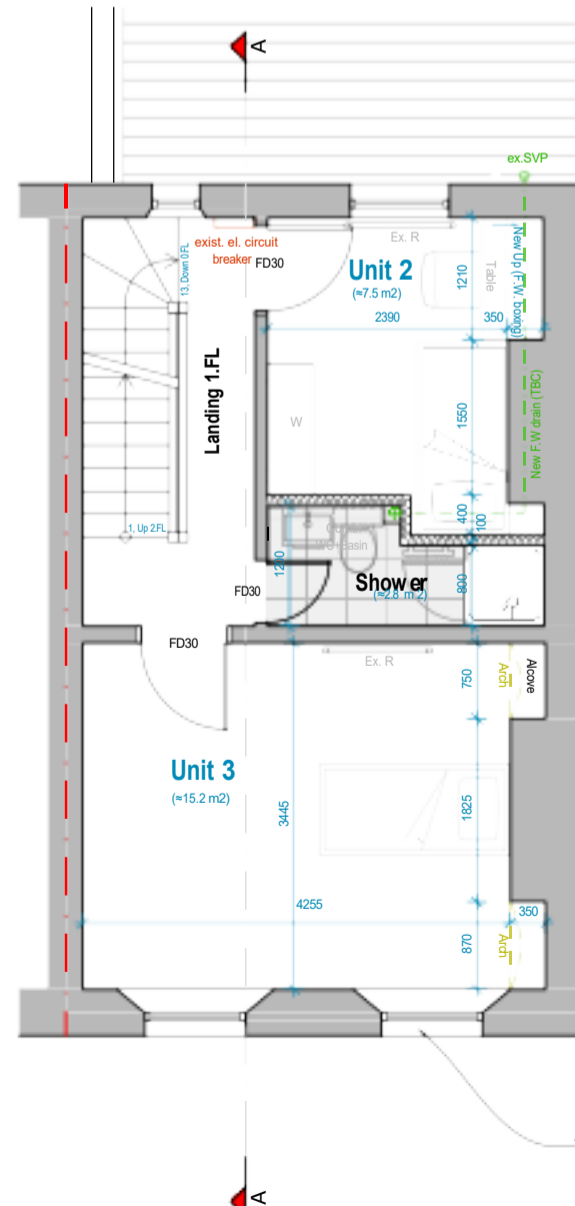 A
ex.SVP
exist. el. circuit
breaker
FD30
Ex. R
Unit 2
(≈7.5 m2)
Table
New Up (F.W. boxing)
1210
2390
350
13, Down 0.FL
Landing 1.FL
1550
New F.W drain (TBC)
W
1, Up 2.FL
400
100
1200
Shower
(≈2.8 m2)
800
FD30
FD30
Ex. R
Arch
Alcove
750
Unit 3
(≈15.2 m2)
3445
1825
4255
350
Arch
870
A